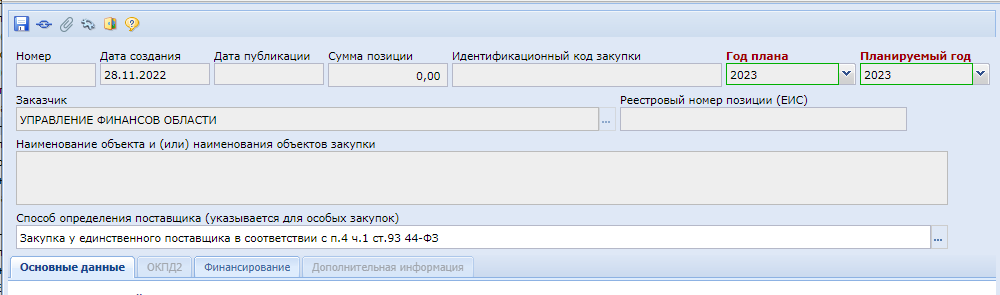 Номер Дата создания Дата публикации Сумма позиции Идентификационный код закупки Год плана Планируемый год
28.11.2022 0,00 2023 2023
Заказчик Реестровый номер позиции (ЕИС)
УПРАВЛЕНИЕ ФИНАНСОВ ОБЛАСТИ ...
Наименование объекта и (или) наименования объектов закупки
Способ определения поставщика (указывается для особых закупок)
Закупка у единственного поставщика в соответствии с п.4 ч.1 ст.93 44-ФЗ ...
Основные данные ОКПД2 Финансирование Дополнительная информация